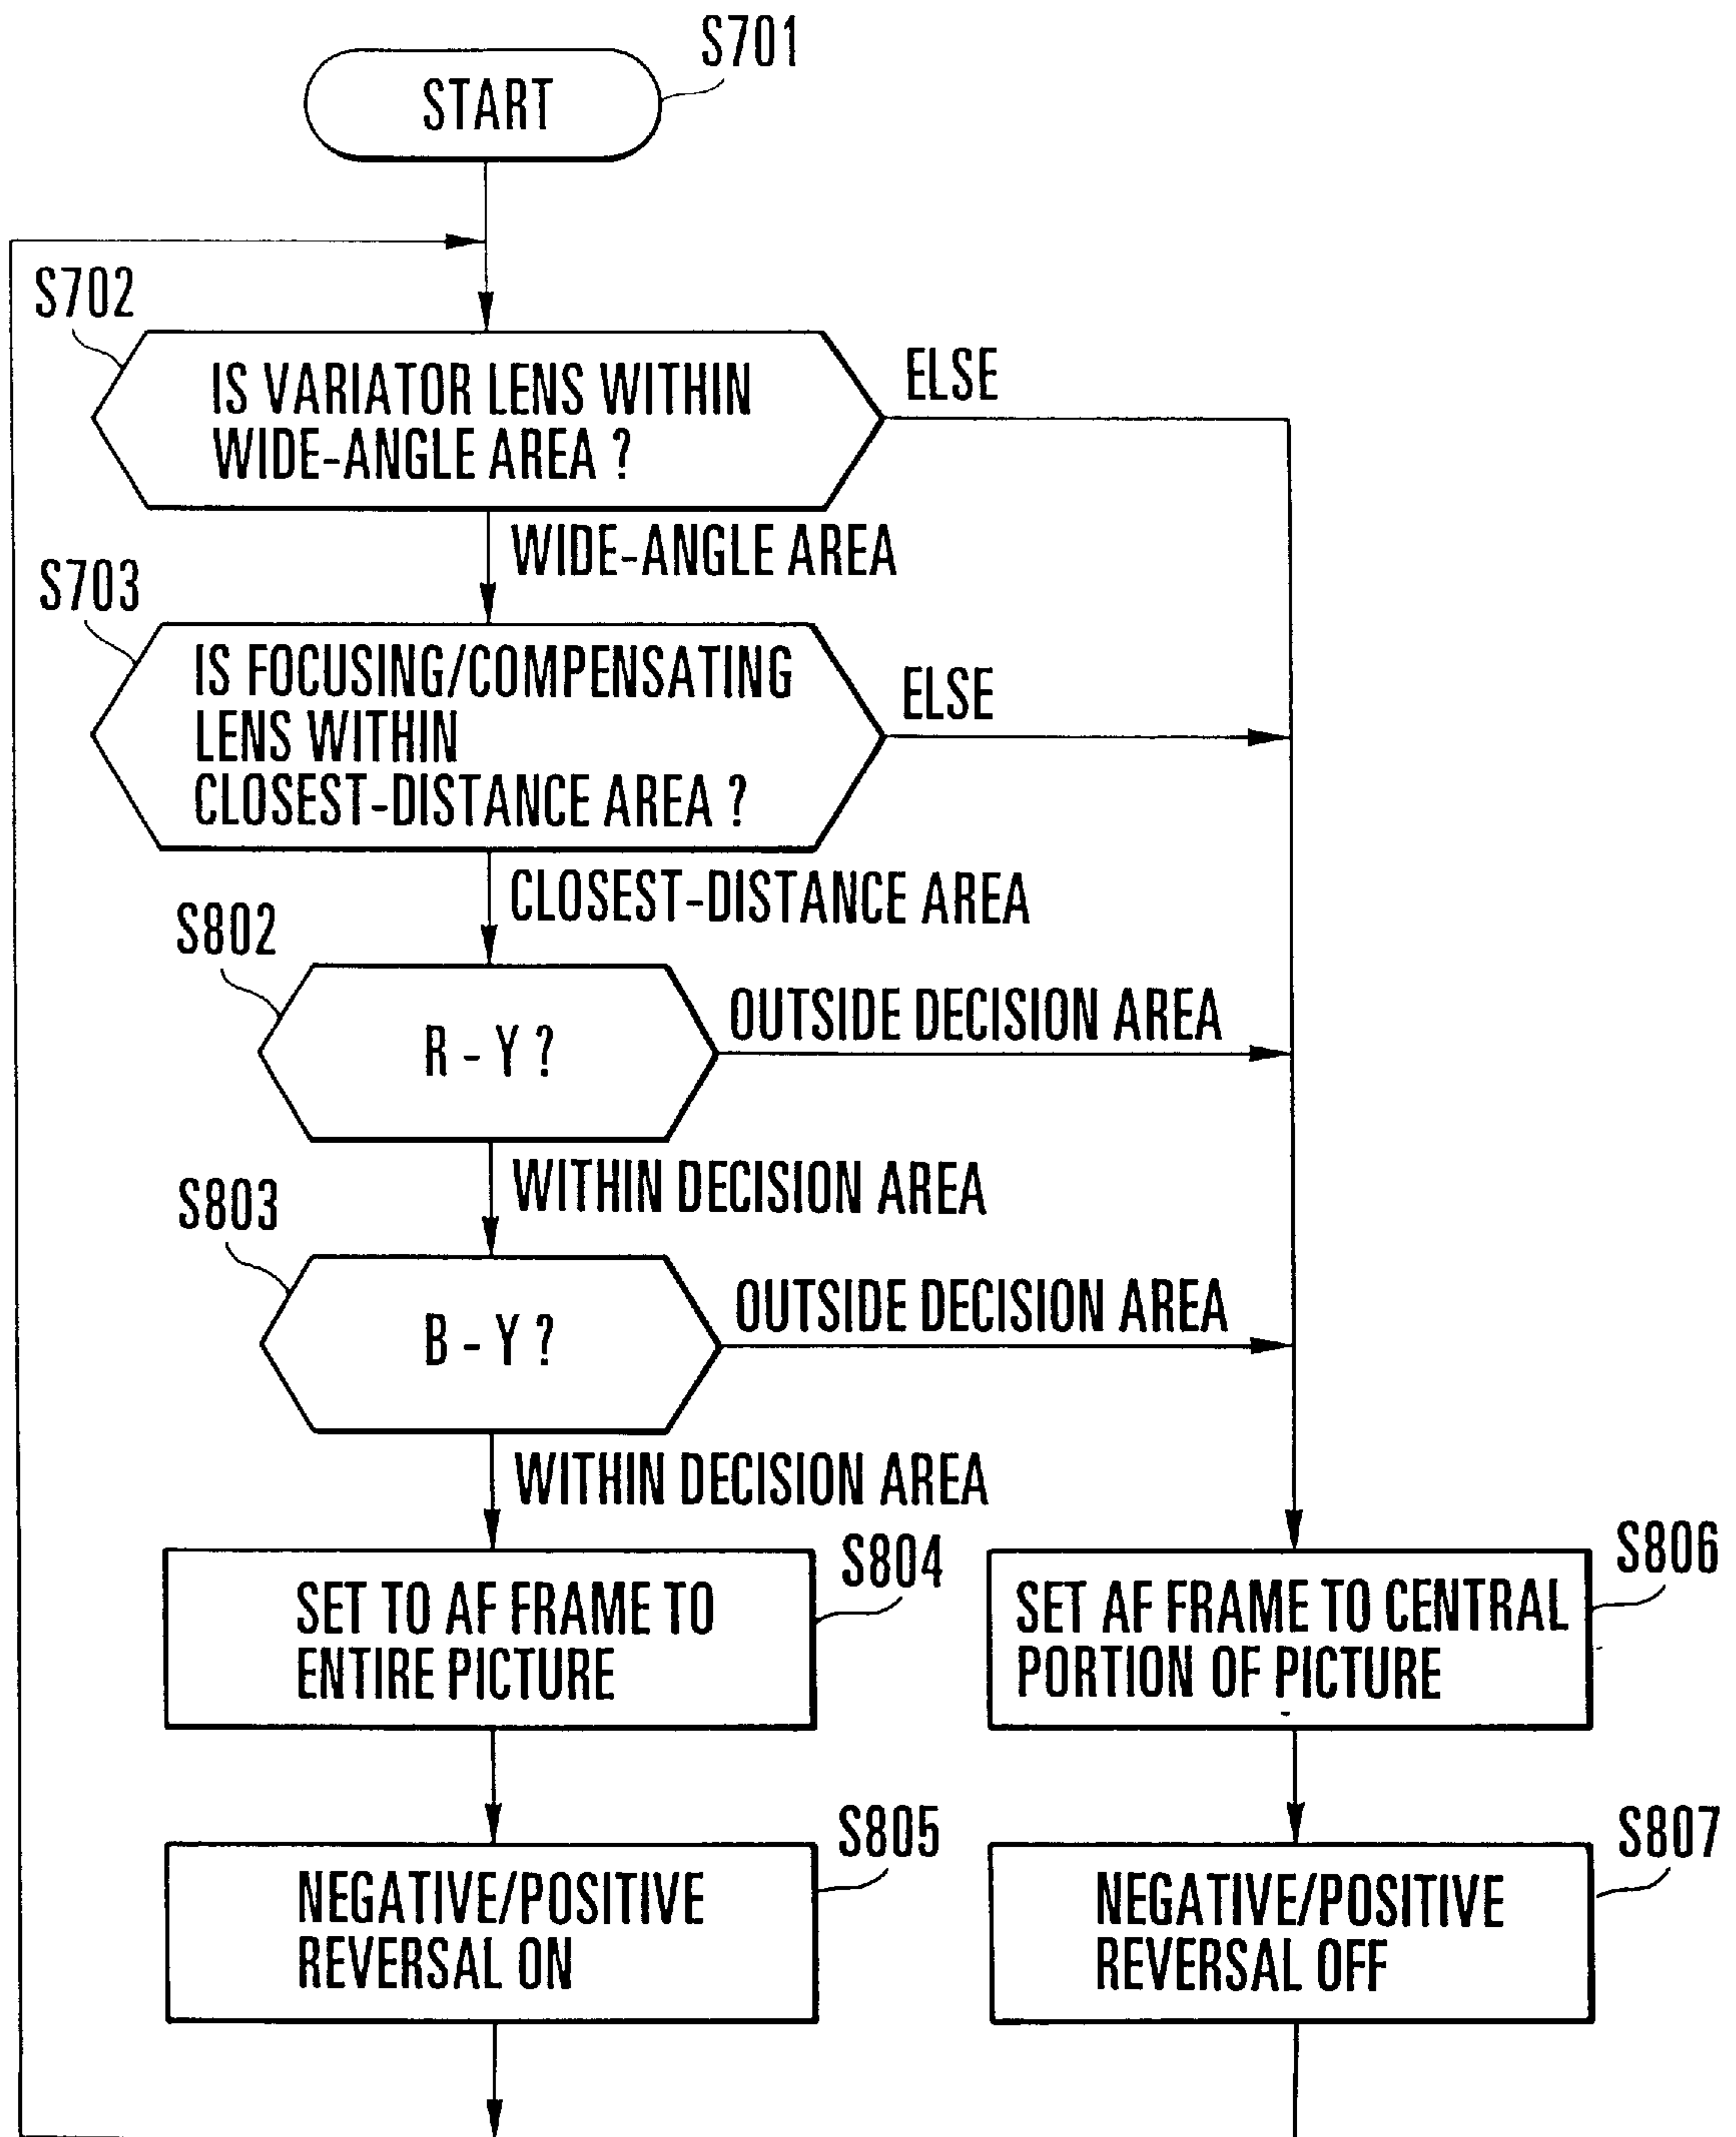 S701
START
S702
IS VARIATOR LENS WITHIN
WIDE-ANGLE AREA ?
ELSE
WIDE-ANGLE AREA
S703
IS FOCUSING/COMPENSATING
LENS WITHIN
CLOSEST-DISTANCE AREA ?
ELSE
CLOSEST-DISTANCE AREA
S802
R - Y ?
OUTSIDE DECISION AREA
WITHIN DECISION AREA
S803
B - Y ?
OUTSIDE DECISION AREA
WITHIN DECISION AREA
S804
SET TO AF FRAME TO
ENTIRE PICTURE
S806
SET AF FRAME TO CENTRAL
PORTION OF PICTURE
S805
NEGATIVE/POSITIVE
REVERSAL ON
S807
NEGATIVE/POSITIVE
REVERSAL OFF